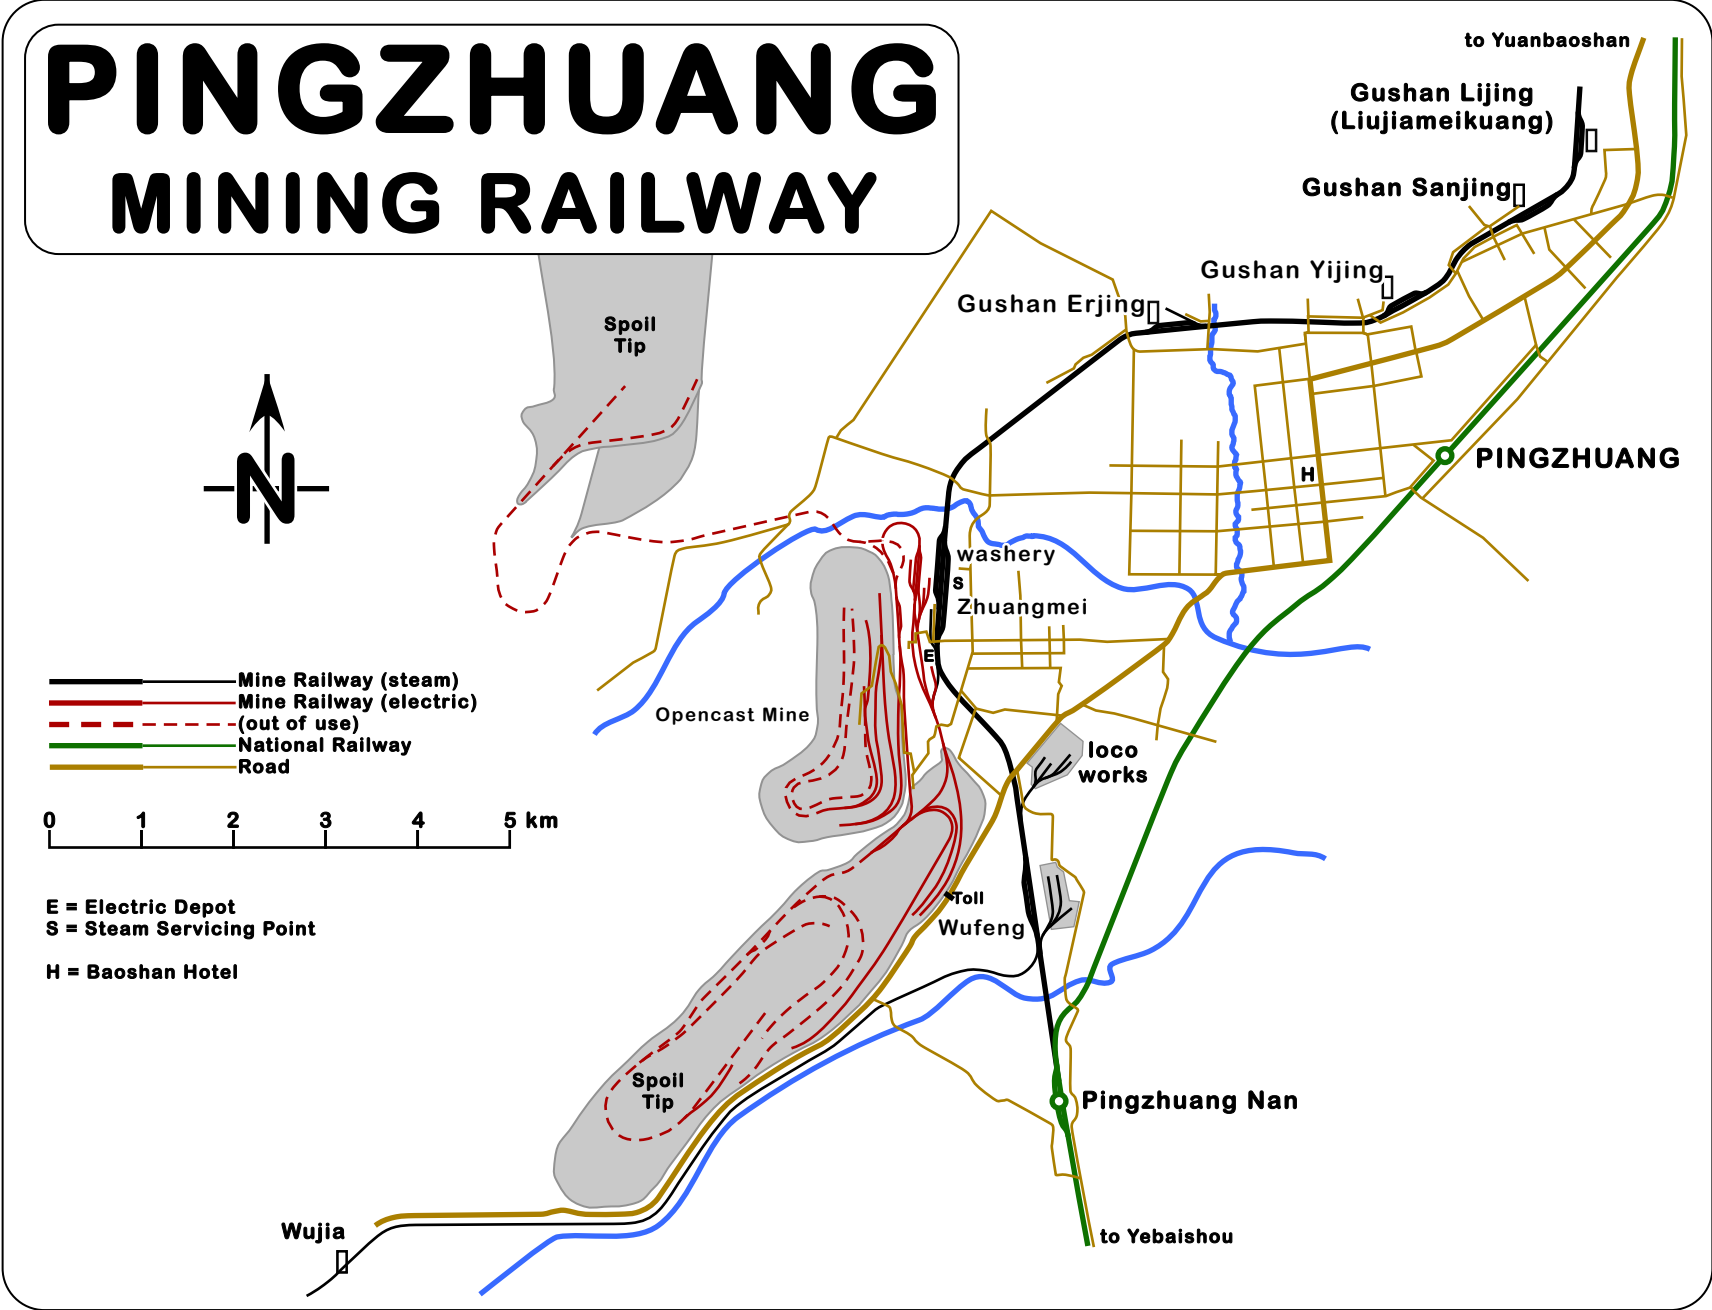 PINGZHUANG
MINING RAILWAY
to Yuanbaoshan
Gushan Lijing
(Liujiameikuang)
Gushan Sanjing
Gushan Yijing
Gushan Erjing
Spoil
Tip
N
PINGZHUANG
H
washery
S
Zhuangmei
E
Opencast Mine
Mine Railway (steam)
Mine Railway (electric)
(out of use)
National Railway
Road
loco
works
0 1 2 3 4 5 km
E = Electric Depot
S = Steam Servicing Point
H = Baoshan Hotel
Toll
Wufeng
Spoil
Tip
Pingzhuang Nan
Wujia
to Yebaishou